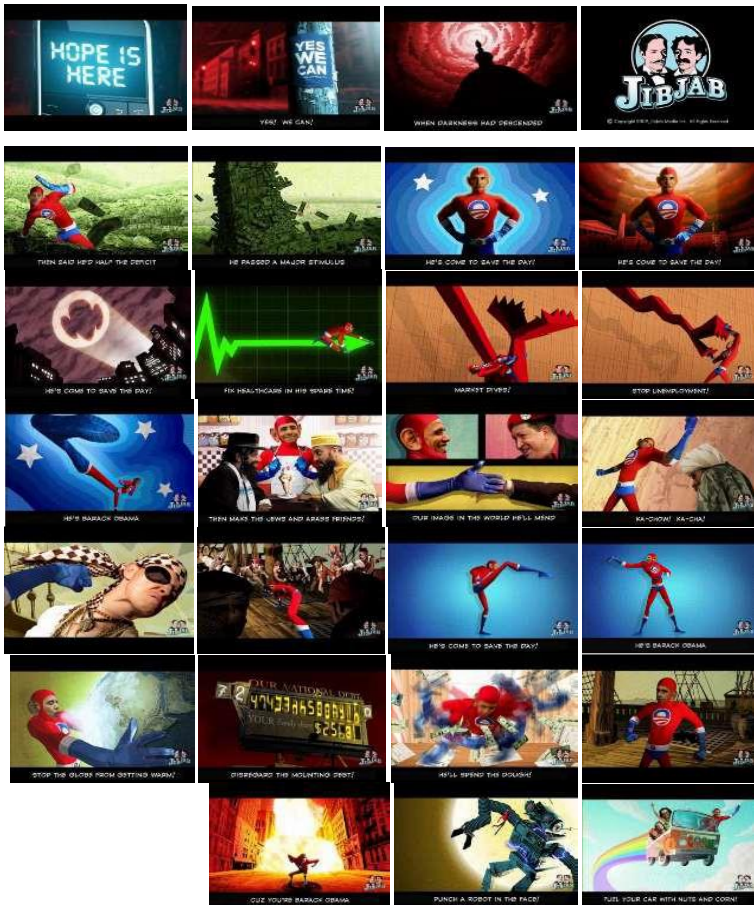 HOPE IS
HERE
YES
WE
CAN
YES! WE CAN!
WHEN DARKNESS HAD DESCENDED
JIBJAB
THEN SAID HE'D HALF THE DEFICIT
HE PASSED A MAJOR STIMULUS
HE'S COME TO SAVE THE DAY!
HE'S COME TO SAVE THE DAY!
HE'S COME TO SAVE THE DAY!
FIX HEALTHCARE IN HIS SPARE TIME!
MARKET DIVES!
STOP UNEMPLOYMENT!
HE'S BARACK OBAMA
THEN MAKE THE JEWS AND ARABS FRIENDS!
OUR IMAGE IN THE WORLD HE'LL MEND
KA-CHOW! KA-CHA!
HE'S COME TO SAVE THE DAY!
HE'S BARACK OBAMA
STOP THE GLOBE FROM GETTING WARM!
OUR NATIONAL DEBT
YOUR
DISREGARD THE MOUNTING DEBT!
HE'LL SPEND THE DOUGH!
CUZ YOU'RE BARACK OBAMA
PUNCH A ROBOT IN THE FACE!
FUEL YOUR CAR WITH NUTS AND CORN!